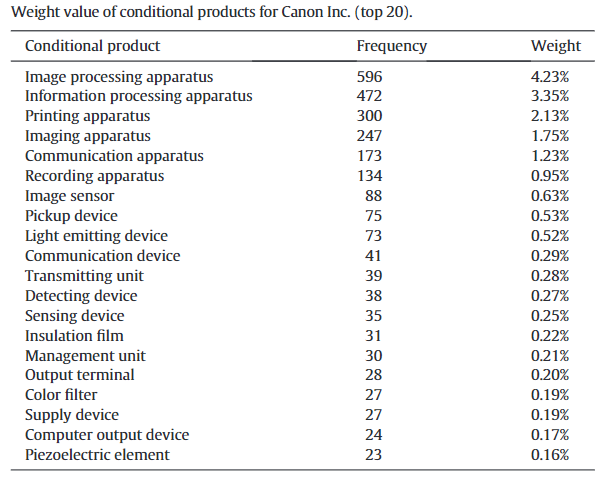 Weight value of conditional products for Canon Inc. (top 20).
Conditional product Frequency Weight
Image processing apparatus 596 4.23%
Information processing apparatus 472 3.35%
Printing apparatus 300 2.13%
Imaging apparatus 247 1.75%
Communication apparatus 173 1.23%
Recording apparatus 134 0.95%
Image sensor 88 0.63%
Pickup device 75 0.53%
Light emitting device 73 0.52%
Communication device 41 0.29%
Transmitting unit 39 0.28%
Detecting device 38 0.27%
Sensing device 35 0.25%
Insulation film 31 0.22%
Management unit 30 0.21%
Output terminal 28 0.20%
Color filter 27 0.19%
Supply device 27 0.19%
Computer output device 24 0.17%
Piezoelectric element 23 0.16%